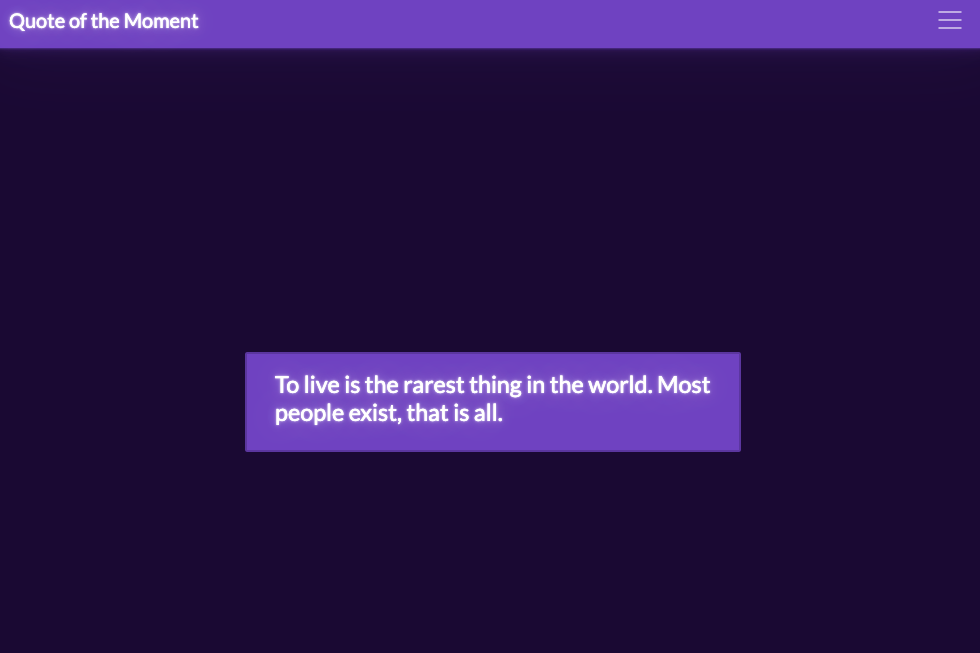 Quote of the Moment
To live is the rarest thing in the world. Most
people exist, that is all.